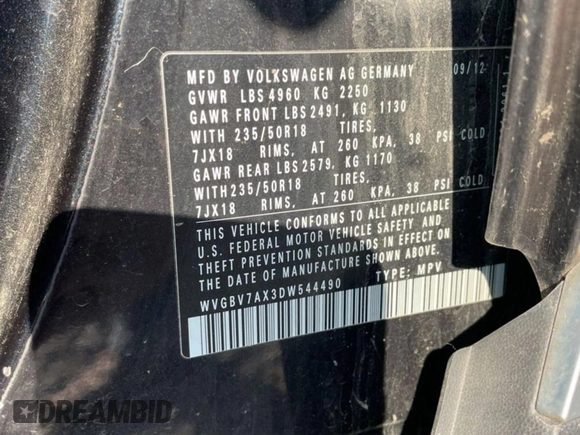 MFD BY VOLKSWAGEN AG GERMANY 09/12
GVWR LBS 4960 KG 2250
GAWR FRONT LBS 2491, KG 1130
WITH 235/50R18 TIRES,
7JX18 RIMS, AT 260 KPA, 38 PSI COLD
GAWR REAR LBS 2579. KG 1170
WITH 235/50R18 TIRES,
7JX18 RIMS, AT 260 KPA, 38 PSI COLD
THIS VEHICLE CONFORMS TO ALL APPLICABLE
U.S. FEDERAL MOTOR VEHICLE SAFETY AND
THEFT PREVENTION STANDARDS IN EFFECT ON
THE DATE OF MANUFACTURE SHOWN ABOVE.
WVGBV7AX3DW544490 TYPE: MPV
DREAMBID